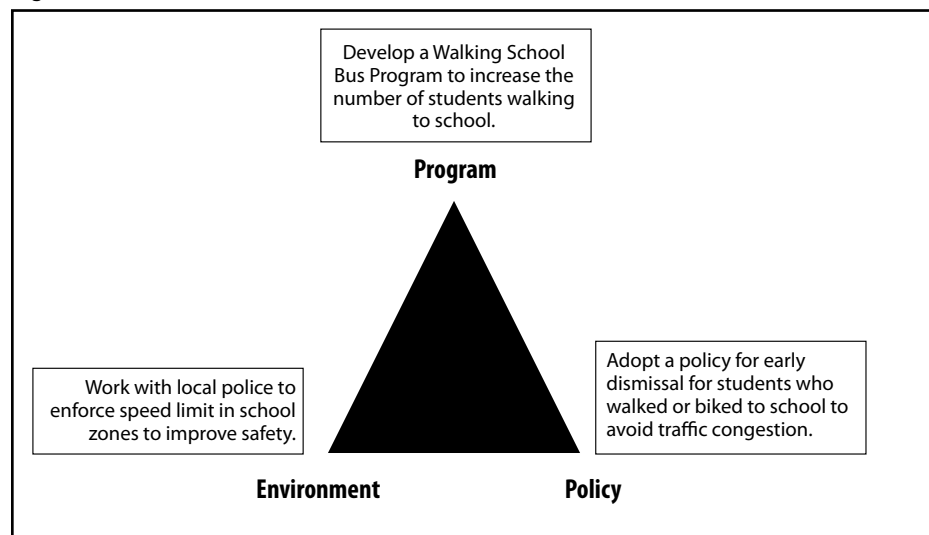 Develop a Walking School
Bus Program to increase the
number of students walking
to school.
Program
Work with local police to
enforce speed limit in school
zones to improve safety.
Adopt a policy for early
dismissal for students who
walked or biked to school to
avoid traffic congestion.
Environment
Policy